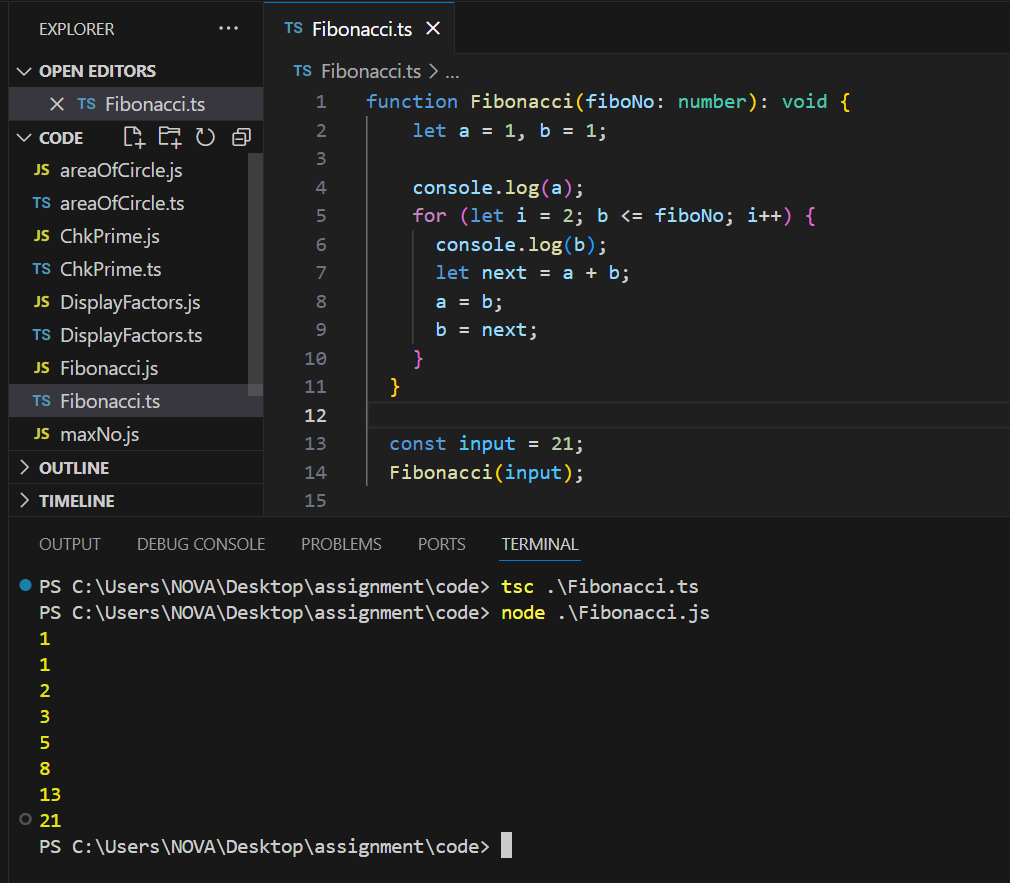 EXPLORER ...
OPEN EDITORS
TS Fibonacci.ts
CODE
JS areaOfCircle.js
TS areaOfCircle.ts
JS ChkPrime.js
TS ChkPrime.ts
JS DisplayFactors.js
TS DisplayFactors.ts
JS Fibonacci.js
TS Fibonacci.ts
JS maxNo.js
OUTLINE
TIMELINE
TS Fibonacci.ts
TS Fibonacci.ts > ...
1 function Fibonacci(fiboNo: number): void {
2 let a = 1, b = 1;
3
4 console.log(a);
5 for (let i = 2; b <= fiboNo; i++) {
6 console.log(b);
7 let next = a + b;
8 a = b;
9 b = next;
10 }
11 }
12
13 const input = 21;
14 Fibonacci(input);
15
OUTPUT DEBUG CONSOLE PROBLEMS PORTS TERMINAL
PS C:\Users\NOVA\Desktop\assignment\code> tsc .\Fibonacci.ts
PS C:\Users\NOVA\Desktop\assignment\code> node .\Fibonacci.js
1
1
2
3
5
8
13
21
PS C:\Users\NOVA\Desktop\assignment\code>